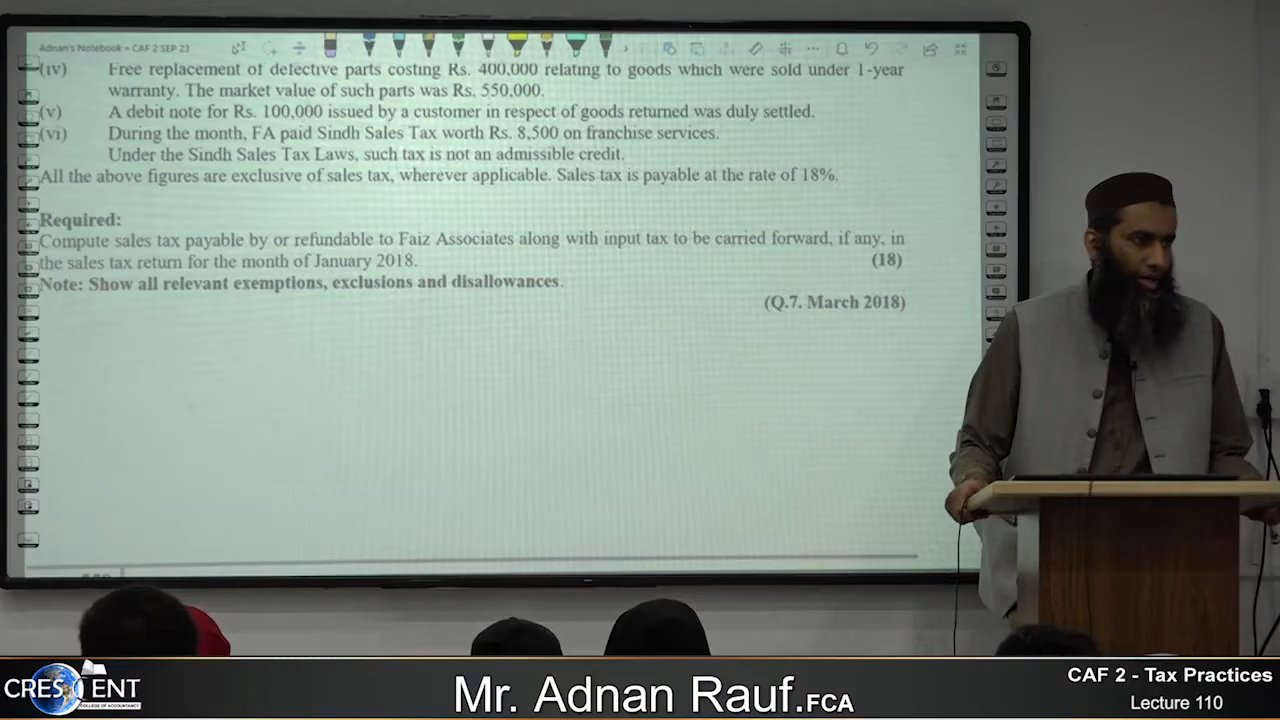 Adnan's Notebook » CAF 2 SEP 23
(iv) Free replacement of defective parts costing Rs. 400,000 relating to goods which were sold under 1-year
warranty. The market value of such parts was Rs. 550,000.
(v) A debit note for Rs. 100,000 issued by a customer in respect of goods returned was duly settled.
(vi) During the month, FA paid Sindh Sales Tax worth Rs. 8,500 on franchise services.
Under the Sindh Sales Tax Laws, such tax is not an admissible credit.
All the above figures are exclusive of sales tax, wherever applicable. Sales tax is payable at the rate of 18%.
Required:
Compute sales tax payable by or refundable to Faiz Associates along with input tax to be carried forward, if any, in
the sales tax return for the month of January 2018. (18)
Note: Show all relevant exemptions, exclusions and disallowances.
(Q.7. March 2018)
CRESCENT
COLLEGE OF ACCOUNTANCY
Mr. Adnan Rauf.FCA
CAF 2 - Tax Practices
Lecture 110